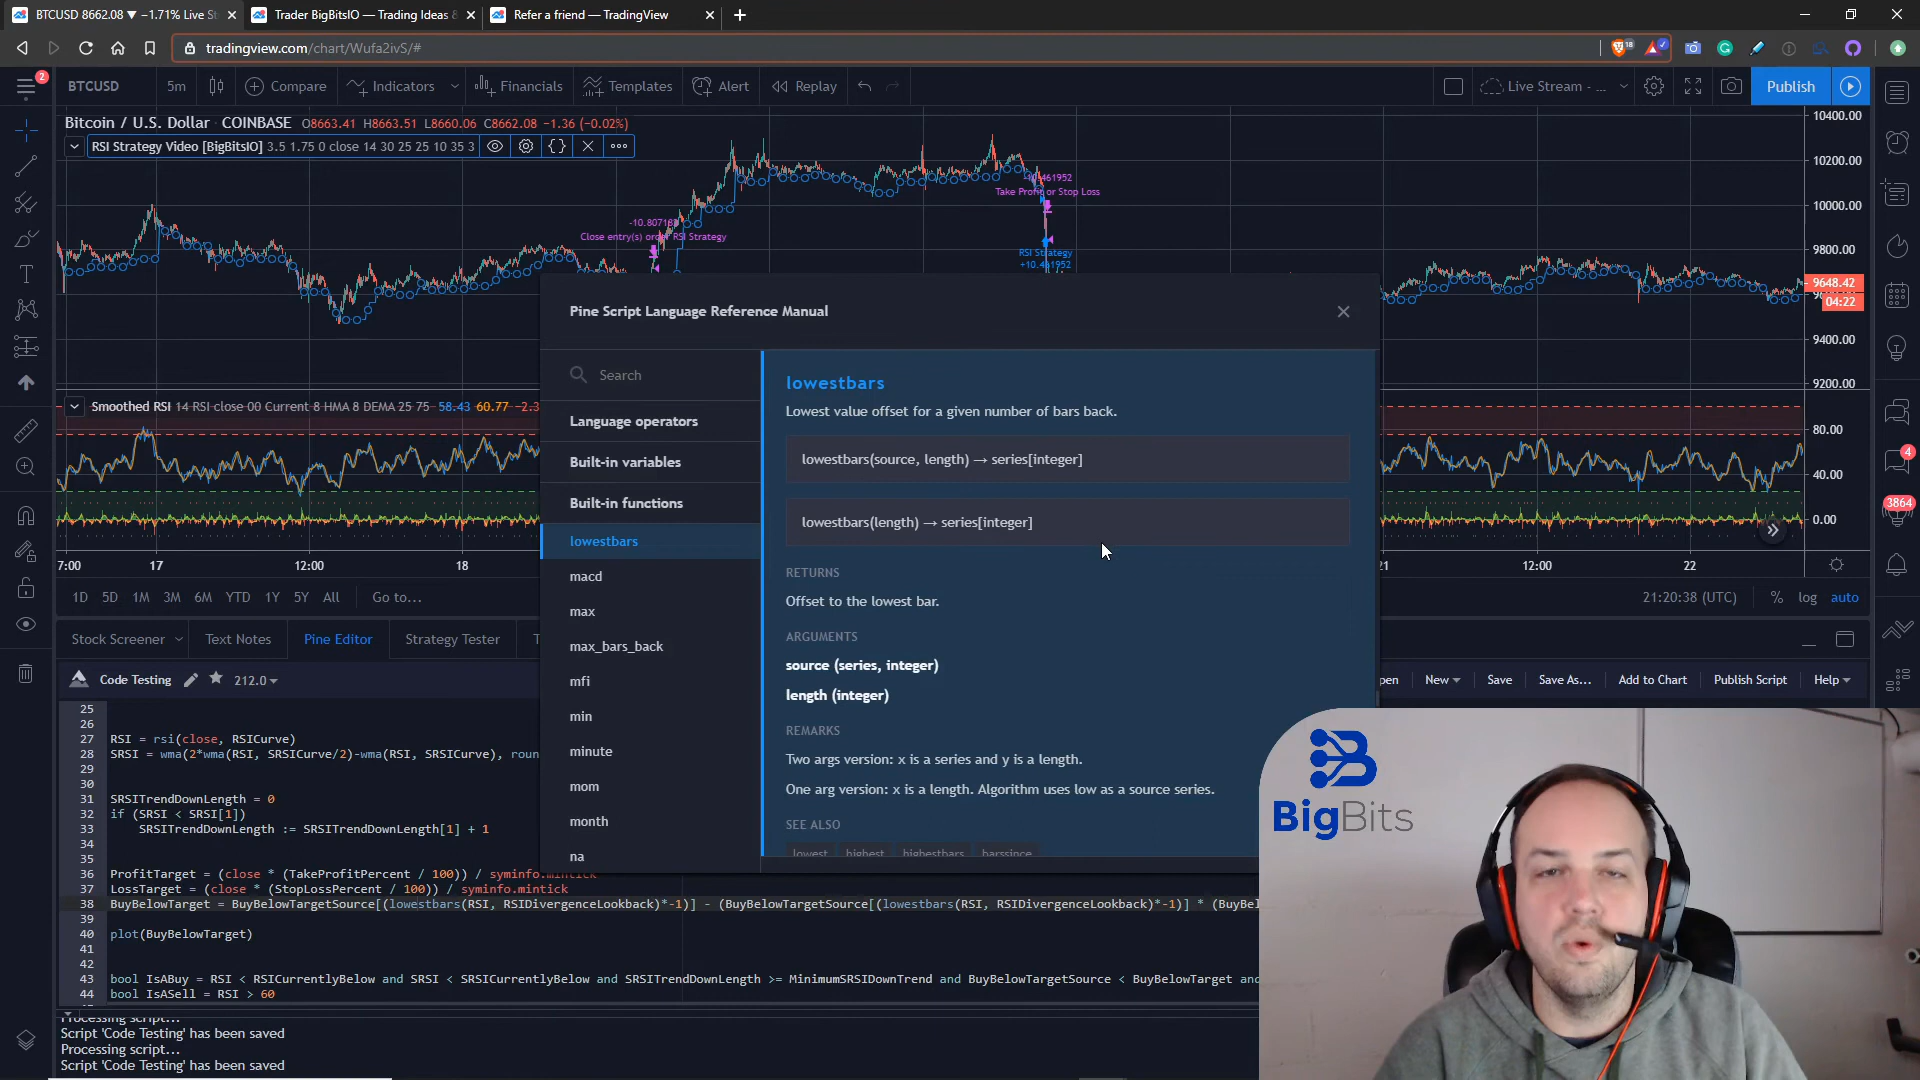 BTCUSD 8662.08 ▼ −1.71% Live St
Trader BigBitsIO — Trading Ideas &
Refer a friend — TradingView
tradingview.com/chart/Wufa2ivS/#
18
2
BTCUSD
5m
Compare
Indicators
Financials
Templates
Alert
Replay
Live Stream - ...
Publish
Bitcoin / U.S. Dollar · COINBASE O8663.41 H8663.51 L8660.06 C8662.08 −1.36 (−0.02%)
RSI Strategy Video [BigBitsIO] 3.5 1.75 0 close 14 30 25 25 10 35 3
10400.00
10200.00
10000.00
9800.00
9648.42
04:22
9400.00
9200.00
Take Profit or Stop Loss
Close entry(s) order RSI Strategy
RSI Strategy
Smoothed RSI 14 RSI close 00 Current 8 HMA 8 DEMA 25 75 58.43 60.77
80.00
40.00
0.00
4
3864
7:00
17
12:00
18
12:00
22
1D 5D 1M 3M 6M YTD 1Y 5Y All Go to...
21:20:38 (UTC) % log auto
Stock Screener
Text Notes
Pine Editor
Strategy Tester
Code Testing
212.0
New
Save
Save As...
Add to Chart
Publish Script
Help
Pine Script Language Reference Manual
Search
Language operators
Built-in variables
Built-in functions
lowestbars
macd
max
max_bars_back
mfi
min
minute
mom
month
na
lowestbars
Lowest value offset for a given number of bars back.
lowestbars(source, length) → series[integer]
lowestbars(length) → series[integer]
RETURNS
Offset to the lowest bar.
ARGUMENTS
source (series, integer)
length (integer)
REMARKS
Two args version: x is a series and y is a length.
One arg version: x is a length. Algorithm uses low as a source series.
SEE ALSO
lowest highest highestbars barssince
25
26
27 RSI = rsi(close, RSICurve)
28 SRSI = wma(2*wma(RSI, SRSICurve/2)-wma(RSI, SRSICurve), roun
29
30
31 SRSITrendDownLength = 0
32 if (SRSI < SRSI[1])
33 SRSITrendDownLength := SRSITrendDownLength[1] + 1
34
35
36 ProfitTarget = (close * (TakeProfitPercent / 100)) / syminfo.mintick
37 LossTarget = (close * (StopLossPercent / 100)) / syminfo.mintick
38 BuyBelowTarget = BuyBelowTargetSource[(lowestbars(RSI, RSIDivergenceLookback)*-1)] - (BuyBelowTargetSource[(lowestbars(RSI, RSIDivergenceLookback)*-1)] * (BuyBel
39
40 plot(BuyBelowTarget)
41
42
43 bool IsABuy = RSI < RSICurrentlyBelow and SRSI < SRSICurrentlyBelow and SRSITrendDownLength >= MinimumSRSIDownTrend and BuyBelowTargetSource < BuyBelowTarget and
44 bool IsASell = RSI > 60
Processing script...
Script 'Code Testing' has been saved
Processing script...
Script 'Code Testing' has been saved
BigBits